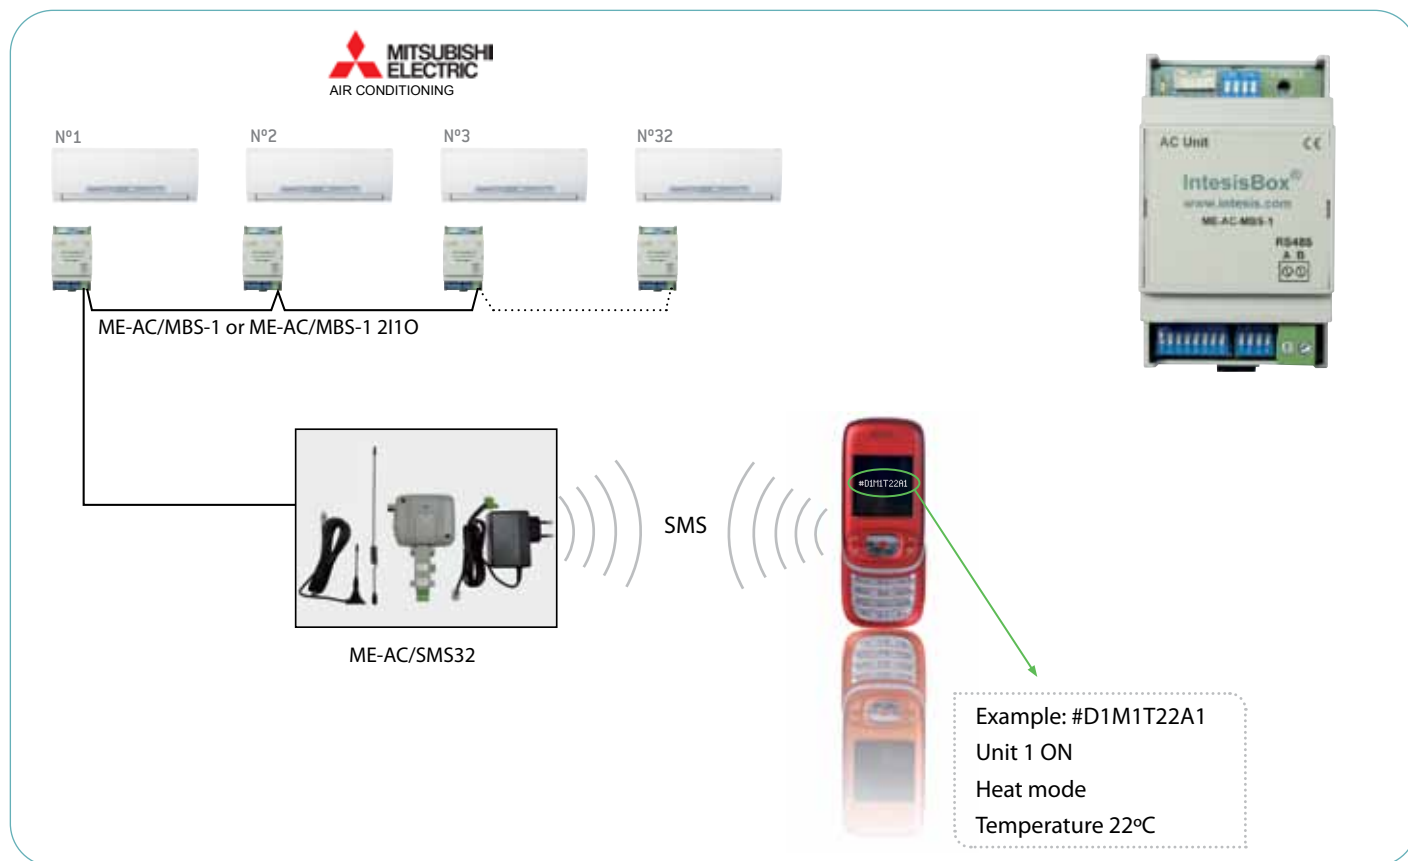 MITSUBISHI
ELECTRIC
AIR CONDITIONING
Nº1
Nº2
Nº3
Nº32
ME-AC/MBS-1 or ME-AC/MBS-1 2I1O
AC Unit
CE
IntesisBox®
www.intesis.com
ME-AC-MBS-1
RS485
A B
SMS
#D1M1T22A1
ME-AC/SMS32
Example: #D1M1T22A1
Unit 1 ON
Heat mode
Temperature 22ºC